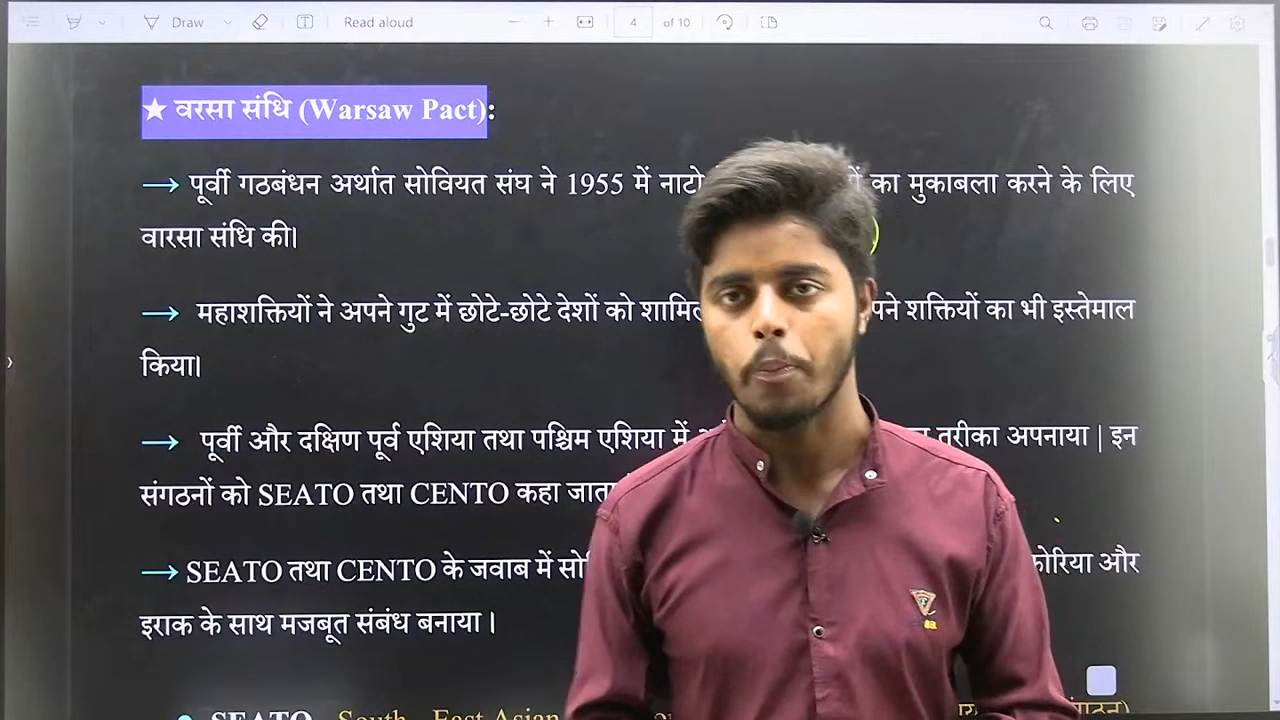 Draw
Read aloud
4 of 10
★ वरसा संधि (Warsaw Pact):
→ पूर्वी गठबंधन अर्थात सोवियत संघ ने 1955 में नाटो का मुकाबला करने के लिए
वारसा संधि की।
→ महाशक्तियों ने अपने गुट में छोटे-छोटे देशों को शक्तियों का भी इस्तेमाल
किया।
→ पूर्वी और दक्षिण पूर्व एशिया तथा पश्चिम एशिया में तरीका अपनाया | इन
संगठनों को SEATO तथा CENTO कहा
→ SEATO तथा CENTO के जवाब में और
इराक के साथ मजबूत संबंध बनाया ।
SEATO South East Asian